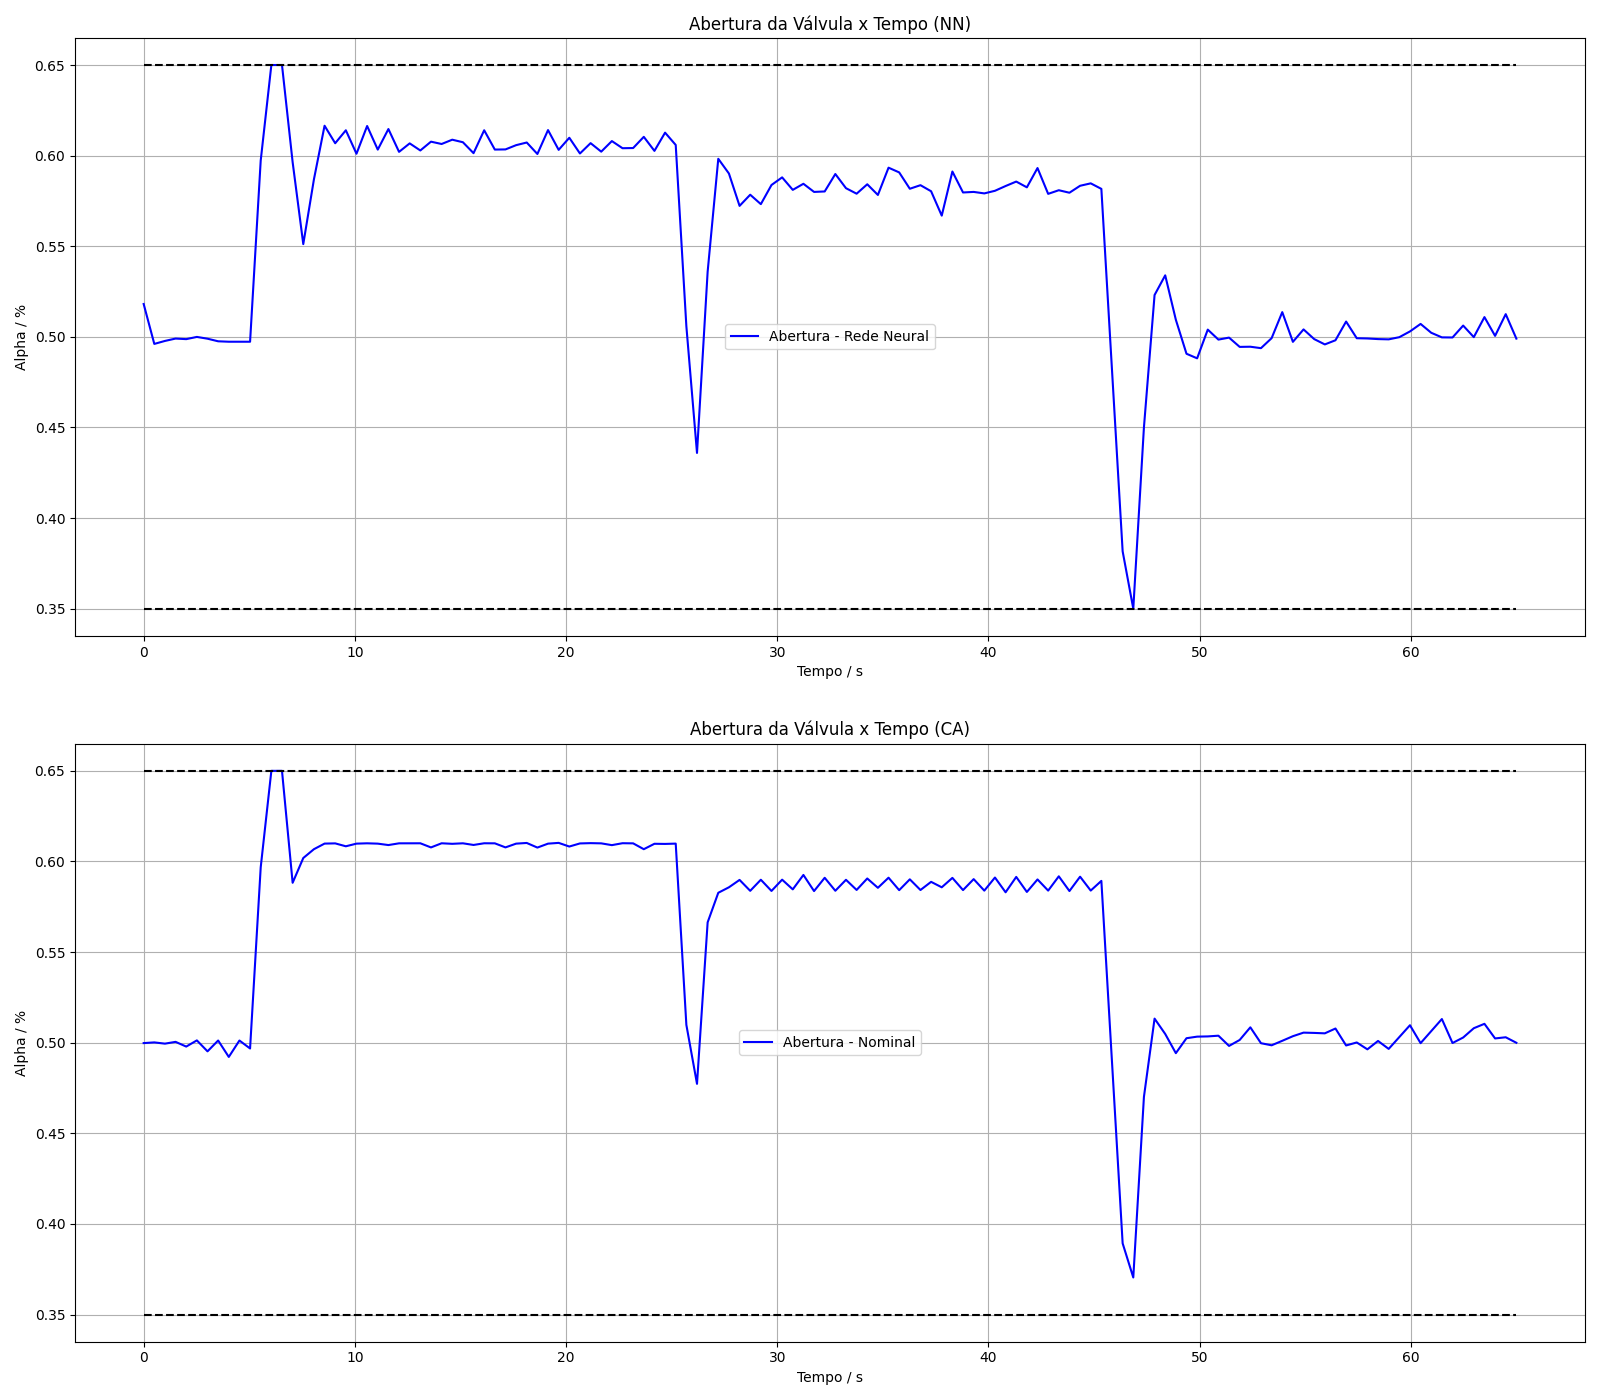 Abertura da Válvula x Tempo (NN)
Alpha / %
0.65
0.60
0.55
0.50
0.45
0.40
0.35
Abertura - Rede Neural
0 10 20 30 40 50 60
Tempo / s
Abertura da Válvula x Tempo (CA)
Alpha / %
0.65
0.60
0.55
0.50
0.45
0.40
0.35
Abertura - Nominal
0 10 20 30 40 50 60
Tempo / s